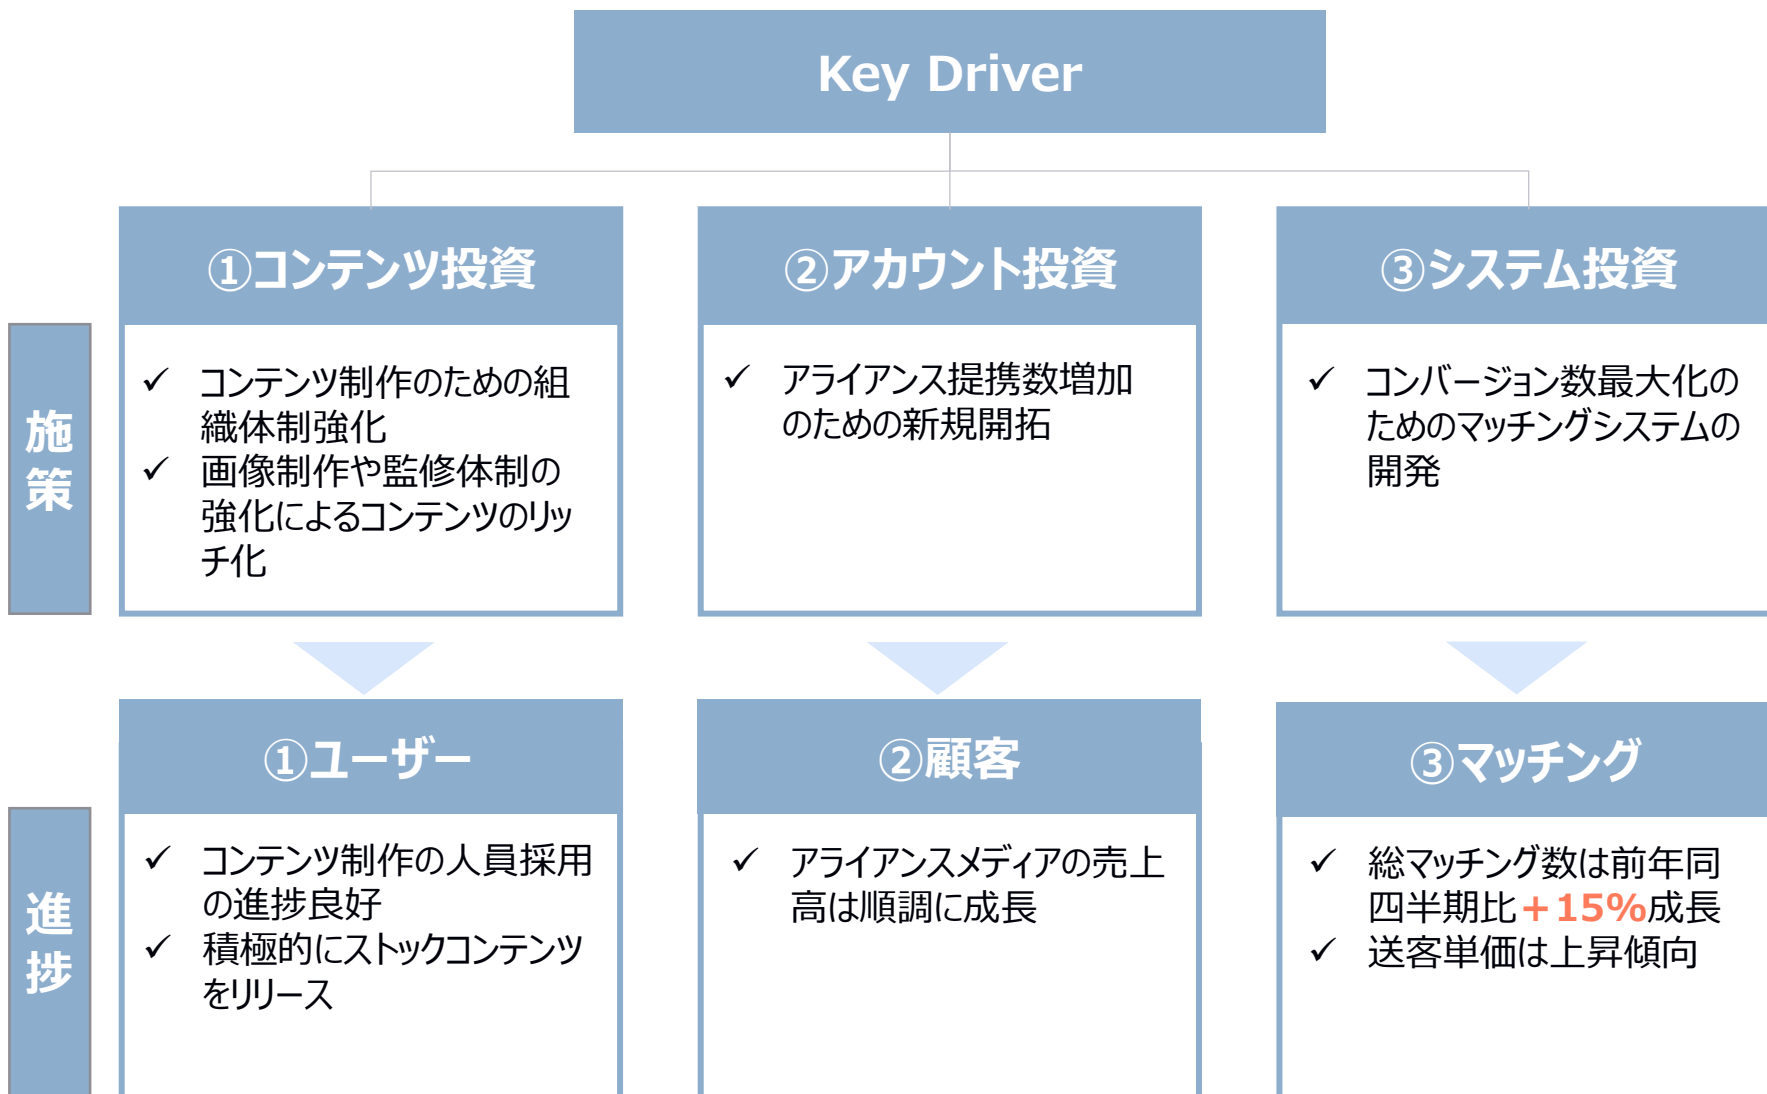 Key Driver
①コンテンツ投資
②アカウント投資
③システム投資
施策
✓ コンテンツ制作のための組
織体制強化
✓ 画像制作や監修体制の
強化によるコンテンツのリッ
チ化
✓ アライアンス提携数増加
のための新規開拓
✓ コンバージョン数最大化の
ためのマッチングシステムの
開発
①ユーザー
②顧客
③マッチング
進捗
✓ コンテンツ制作の人員採用
の進捗良好
✓ 積極的にストックコンテンツ
をリリース
✓ アライアンスメディアの売上
高は順調に成長
✓ 総マッチング数は前年同
四半期比＋15%成長
✓ 送客単価は上昇傾向